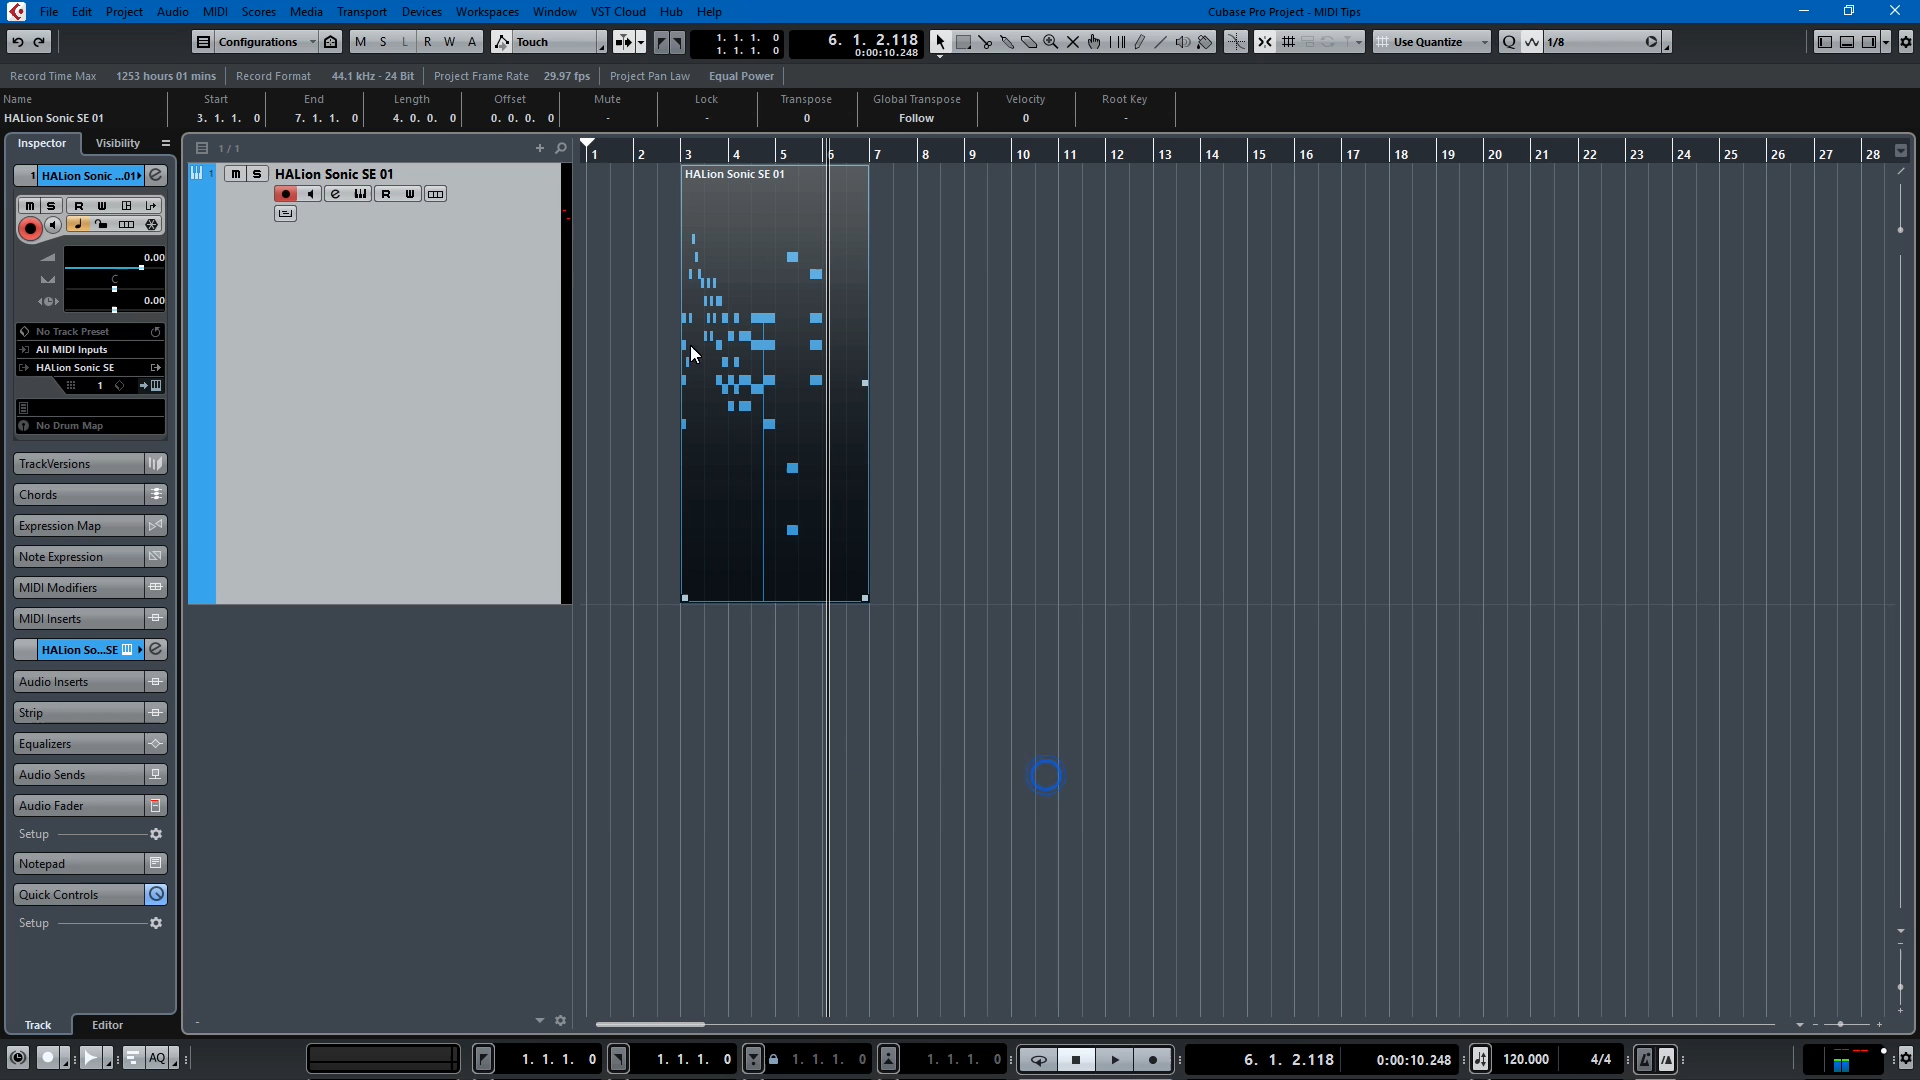 File Edit Project Audio MIDI Scores Media Transport Devices Workspaces Window VST Cloud Hub Help
Cubase Pro Project - MIDI Tips
Configurations
M S L R W A
Touch
1. 1. 1. 0
1. 1. 1. 0
6. 1. 2.118
0:00:10.248
Use Quantize
Q 1/8
Record Time Max 1253 hours 01 mins Record Format 44.1 kHz - 24 Bit Project Frame Rate 29.97 fps Project Pan Law Equal Power
Name Start End Length Offset Mute Lock Transpose Global Transpose Velocity Root Key
HALion Sonic SE 01 3. 1. 1. 0 7. 1. 1. 0 4. 0. 0. 0 0. 0. 0. 0 - - 0 Follow 0 -
Inspector Visibility
1 / 1
1 2 3 4 5 6 7 8 9 10 11 12 13 14 15 16 17 18 19 20 21 22 23 24 25 26 27 28
1 HALion Sonic ...01
1 m S HALion Sonic SE 01
HALion Sonic SE 01
m S R W
R W
0.00
C
0.00
No Track Preset
All MIDI Inputs
HALion Sonic SE
1
No Drum Map
TrackVersions
Chords
Expression Map
Note Expression
MIDI Modifiers
MIDI Inserts
HALion So...SE
Audio Inserts
Strip
Equalizers
Audio Sends
Audio Fader
Setup
Notepad
Quick Controls
Setup
Track Editor
AQ
1. 1. 1. 0
1. 1. 1. 0
1. 1. 1. 0
1. 1. 1. 0
6. 1. 2.118
0:00:10.248
120.000
4/4